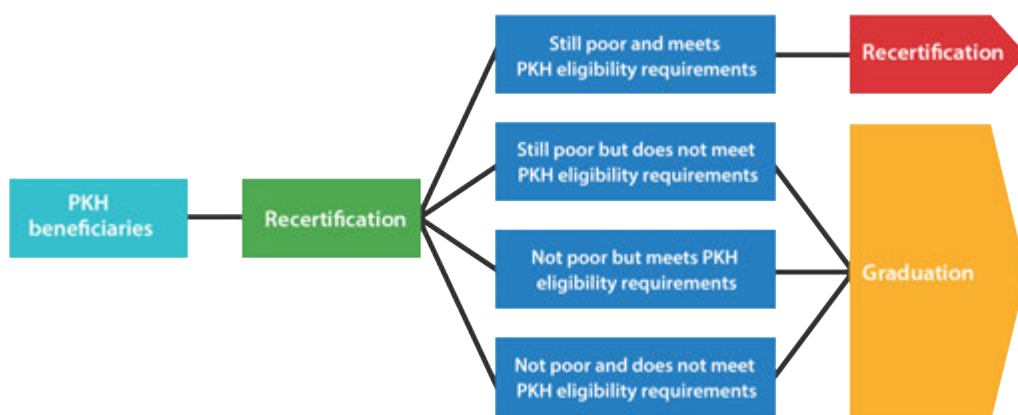 PKH
beneficiaries
Recertification
Still poor and meets
PKH eligibility requirements
Still poor but does not meet
PKH eligibility requirements
Not poor but meets PKH
eligibility requirements
Not poor and does not meet
PKH eligibility requirements
Recertification
Graduation